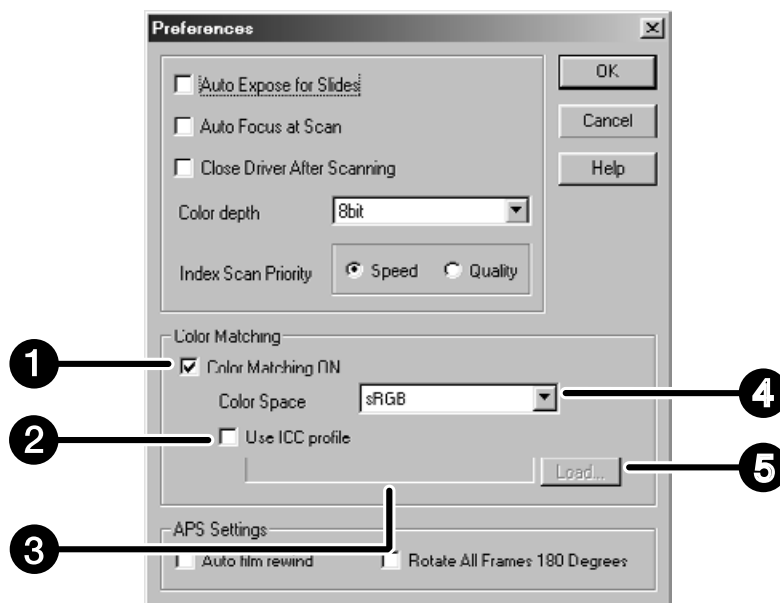 Preferences
Auto Expose for Slides
OK
Auto Focus at Scan
Cancel
Close Driver After Scanning
Help
Color depth 8bit
Index Scan Priority Speed Quality
Color Matching
1 Color Matching ON
Color Space sRGB 4
2 Use ICC profile
Load... 5
3
APS Settings
Auto film rewind Rotate All Frames 180 Degrees